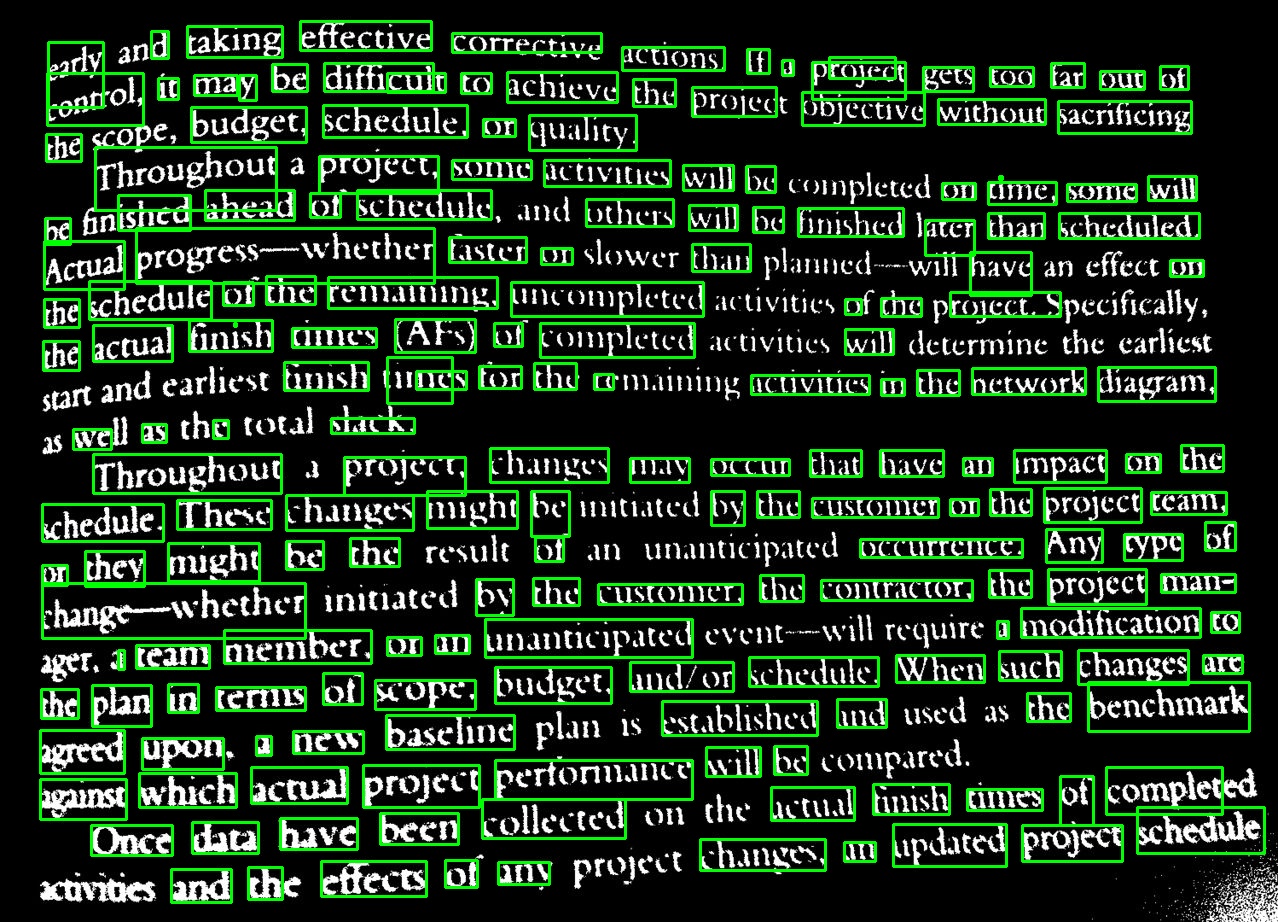 early and taking effective corrective actions. If a project gets too far out of
control, it may be difficult to achieve the project objective without sacrificing
the scope, budget, schedule, or quality.
Throughout a project, some activities will be completed on time, some will
be finished ahead of schedule, and others will be finished later than scheduled.
Actual progress—whether faster or slower than planned—will have an effect on
the schedule of the remaining, uncompleted activities of the project. Specifically,
the actual finish times (AFs) of completed activities will determine the earliest
start and earliest finish times for the remaining activities in the network diagram,
as well as the total slack.
Throughout a project, changes may occur that have an impact on the
schedule. These changes might be initiated by the customer or the project team,
or they might be the result of an unanticipated occurrence. Any type of
change—whether initiated by the customer, the contractor, the project man-
ager, a team member, or an unanticipated event—will require a modification to
the plan in terms of scope, budget, and/or schedule. When such changes are
agreed upon, a new baseline plan is established and used as the benchmark
against which actual project performance will be compared.
Once data have been collected on the actual finish times of completed
activities and the effects of any project changes, an updated project schedule